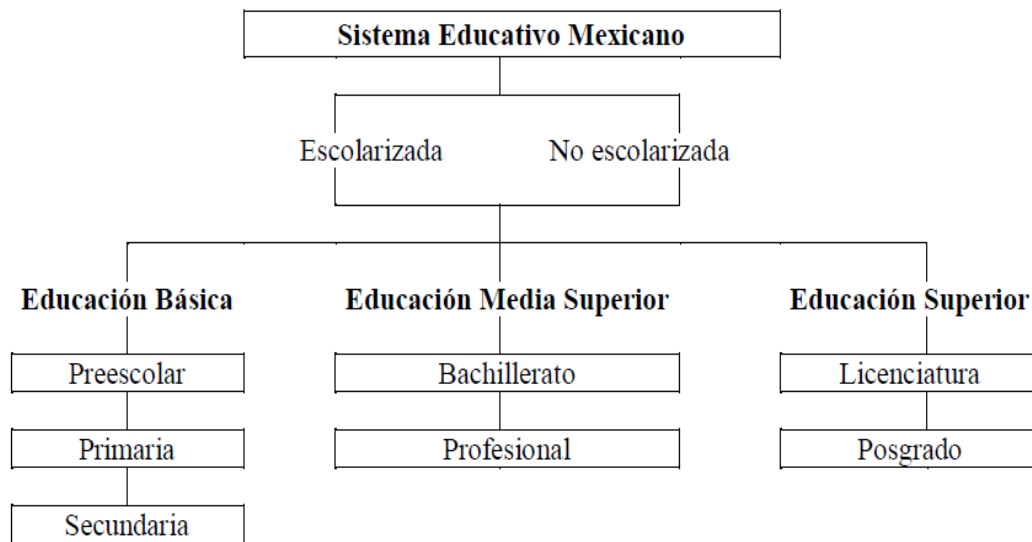 Sistema Educativo Mexicano
Escolarizada
No escolarizada
Educación Básica
Educación Media Superior
Educación Superior
Preescolar
Bachillerato
Licenciatura
Primaria
Profesional
Posgrado
Secundaria